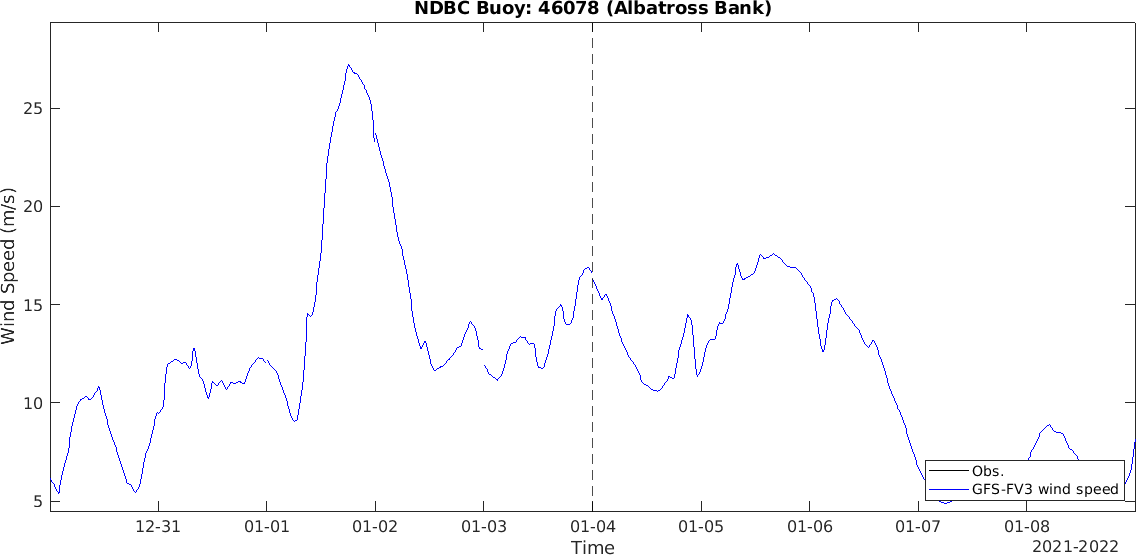 NDBC Buoy: 46078 (Albatross Bank)
Wind Speed (m/s)
25
20
15
10
5
Obs.
GFS-FV3 wind speed
12-31 01-01 01-02 01-03 01-04 01-05 01-06 01-07 01-08
Time
2021-2022